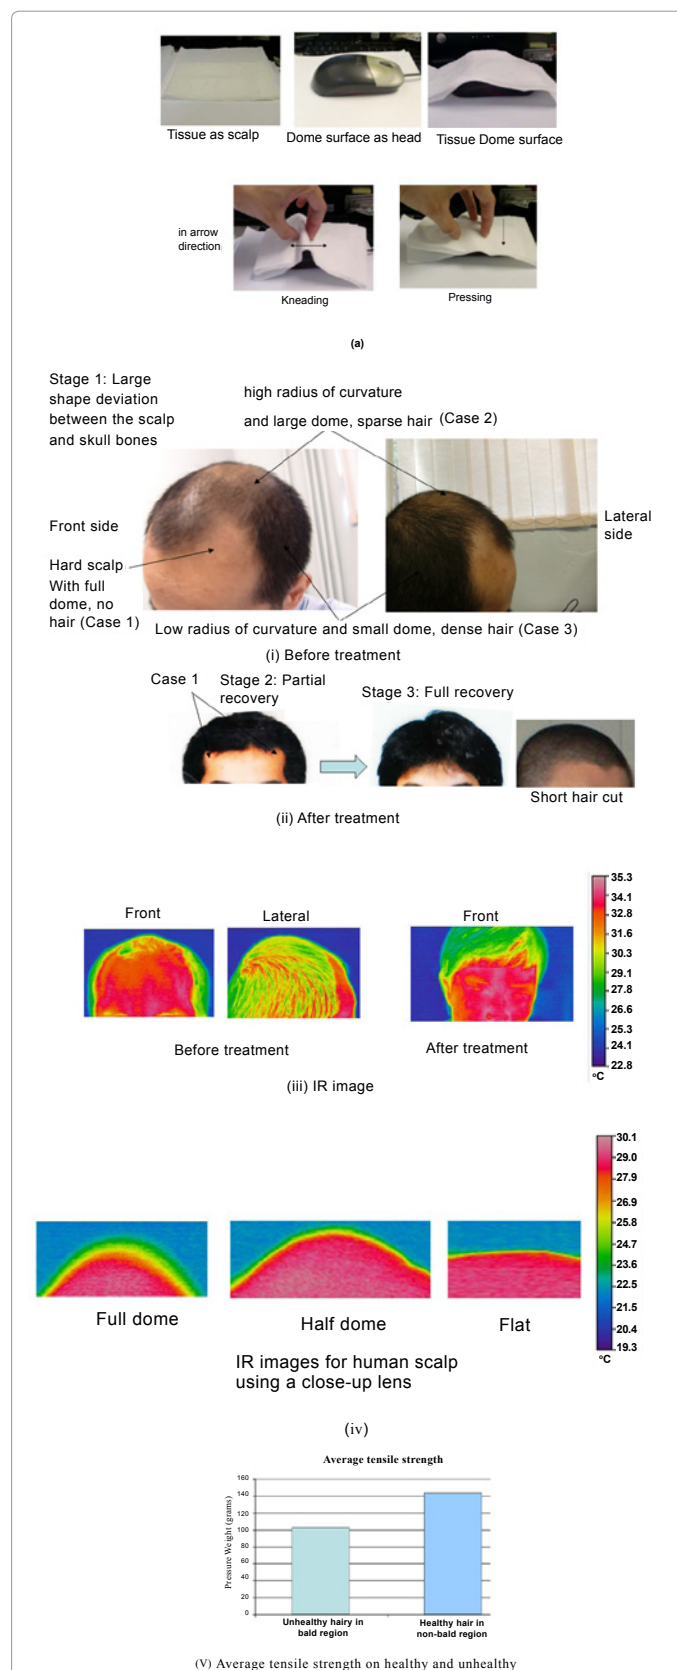 Tissue as scalp
Dome surface as head
Tissue Dome surface
in arrow
direction
Kneading
Pressing
(a)
Stage 1: Large
shape deviation
between the scalp
and skull bones
high radius of curvature
and large dome, sparse hair (Case 2)
Front side
Lateral
side
Hard scalp
With full
dome, no
hair (Case 1)
Low radius of curvature and small dome, dense hair (Case 3)
(i) Before treatment
Case 1
Stage 2: Partial
recovery
Stage 3: Full recovery
Short hair cut
(ii) After treatment
Front
Lateral
Front
35.3
34.1
32.8
31.6
30.3
29.1
27.8
26.6
25.3
24.1
22.8
°C
Before treatment
After treatment
(iii) IR image
30.1
29.0
27.9
26.9
25.8
24.7
23.6
22.5
21.5
20.4
19.3
°C
Full dome
Half dome
Flat
IR images for human scalp
using a close-up lens
(iv)
Average tensile strength
Pressure Weight (grams)
160
140
120
100
80
60
40
20
0
Unhealthy hairy in
bald region
Healthy hair in
non-bald region
(V) Average tensile strength on healthy and unhealthy